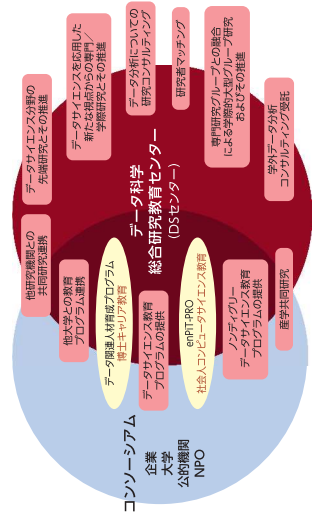 データサイエンス分野の
先端研究とその推進
データサイエンスを応用した
新たな視点からの専門／
学際研究とその推進
データ分析についての
研究コンサルティング
研究者マッチング
専門研究グループとの融合
による学際的大型グループ研究
およびその推進
学外データ分析
コンサルティング受託
データ科学
総合研究教育センター
(DSセンター)
他研究機関との
共同研究連携
他大学との教育
プログラム連携
データ関連人材育成プログラム
博士キャリア教育
データサイエンス教育
プログラムの提供
enPiT-PRO
社会人コンピュータサイエンス教育
ノンディグリー
データサイエンス教育
プログラムの提供
産学共同研究
コンソーシアム
企業
大学
公的機関
NPO